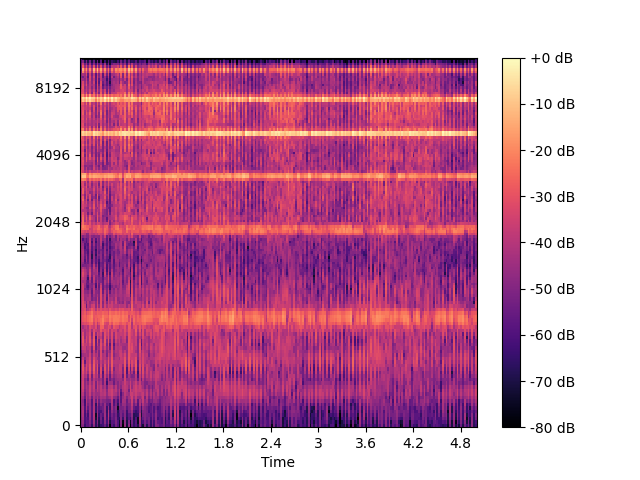 8192
4096
2048
1024
512
0
Hz
0 0.6 1.2 1.8 2.4 3 3.6 4.2 4.8
Time
+0 dB
-10 dB
-20 dB
-30 dB
-40 dB
-50 dB
-60 dB
-70 dB
-80 dB